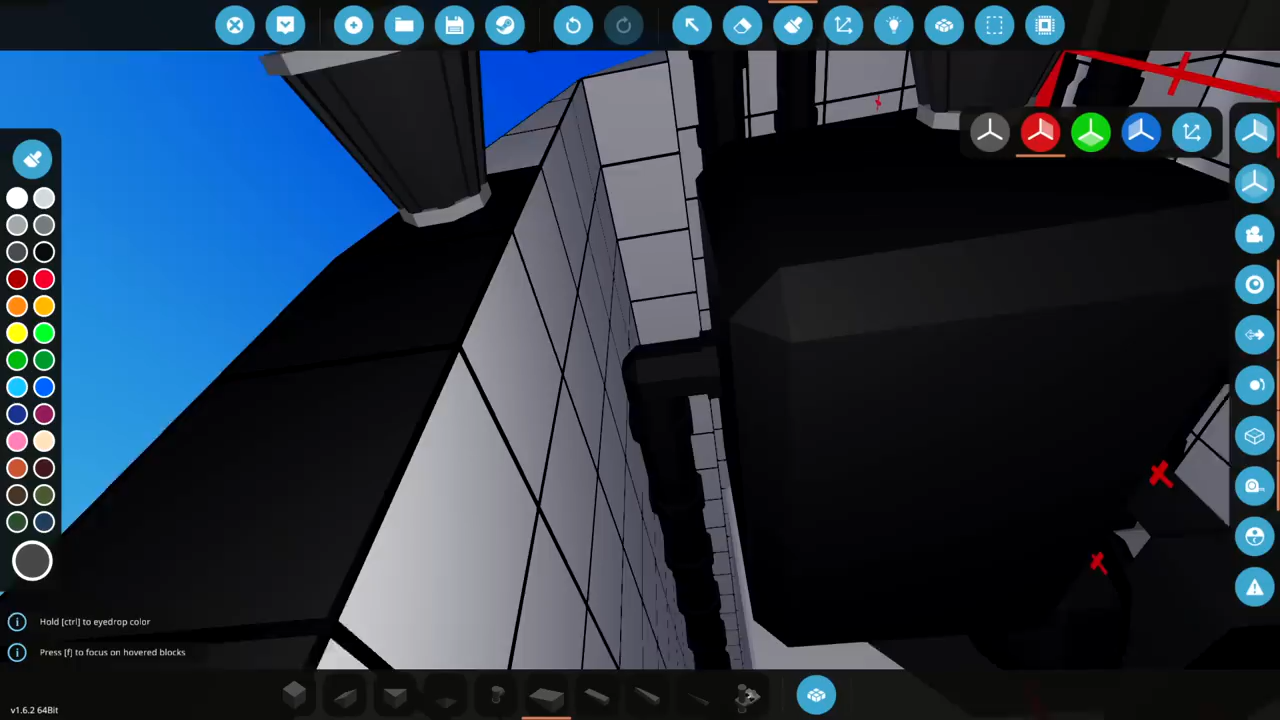 Hold [ctrl] to eyedrop color
Press [f] to focus on hovered blocks
v1.6.2 64Bit